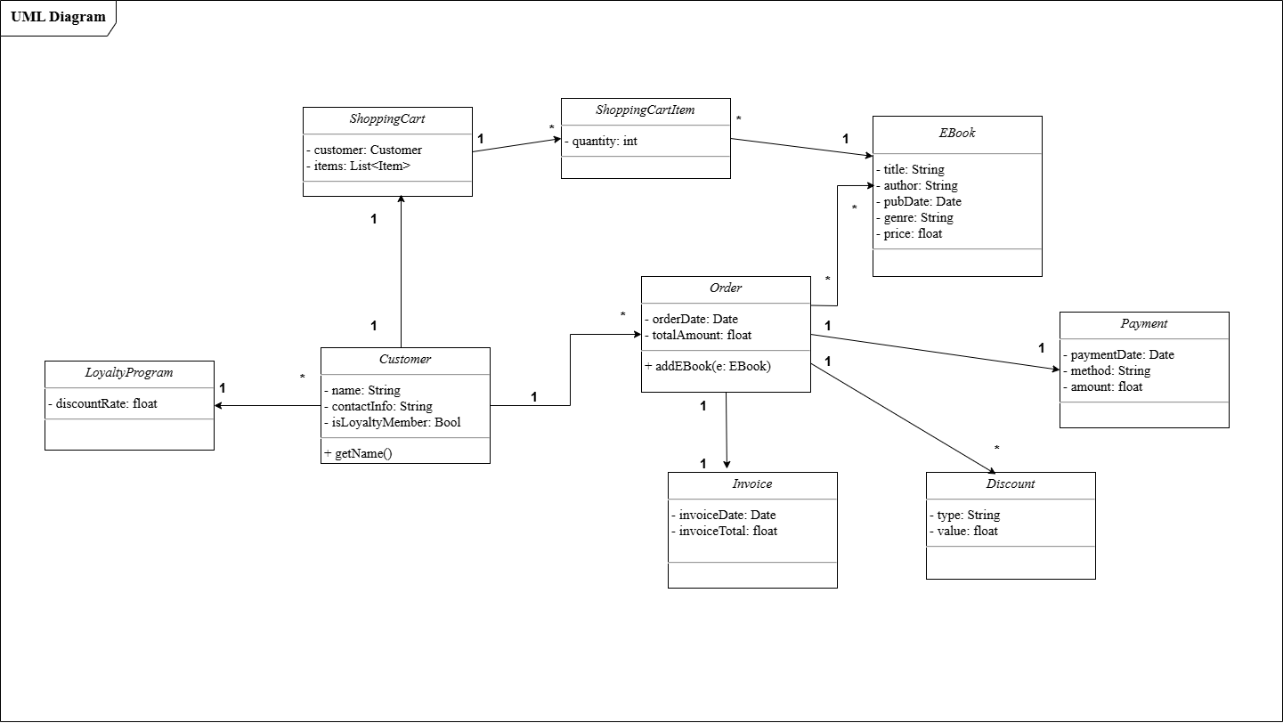 UML Diagram
ShoppingCart
- customer: Customer
- items: List<Item>
1
*
ShoppingCartItem
- quantity: int
*
1
EBook
- title: String
- author: String
- pubDate: Date
- genre: String
- price: float
*
*
1
1
Customer
- name: String
- contactInfo: String
- isLoyaltyMember: Bool
+ getName()
*
1
LoyaltyProgram
- discountRate: float
1
*
Order
- orderDate: Date
- totalAmount: float
+ addEBook(e: EBook)
1
1
Payment
- paymentDate: Date
- method: String
- amount: float
1
*
1
1
Invoice
- invoiceDate: Date
- invoiceTotal: float
Discount
- type: String
- value: float